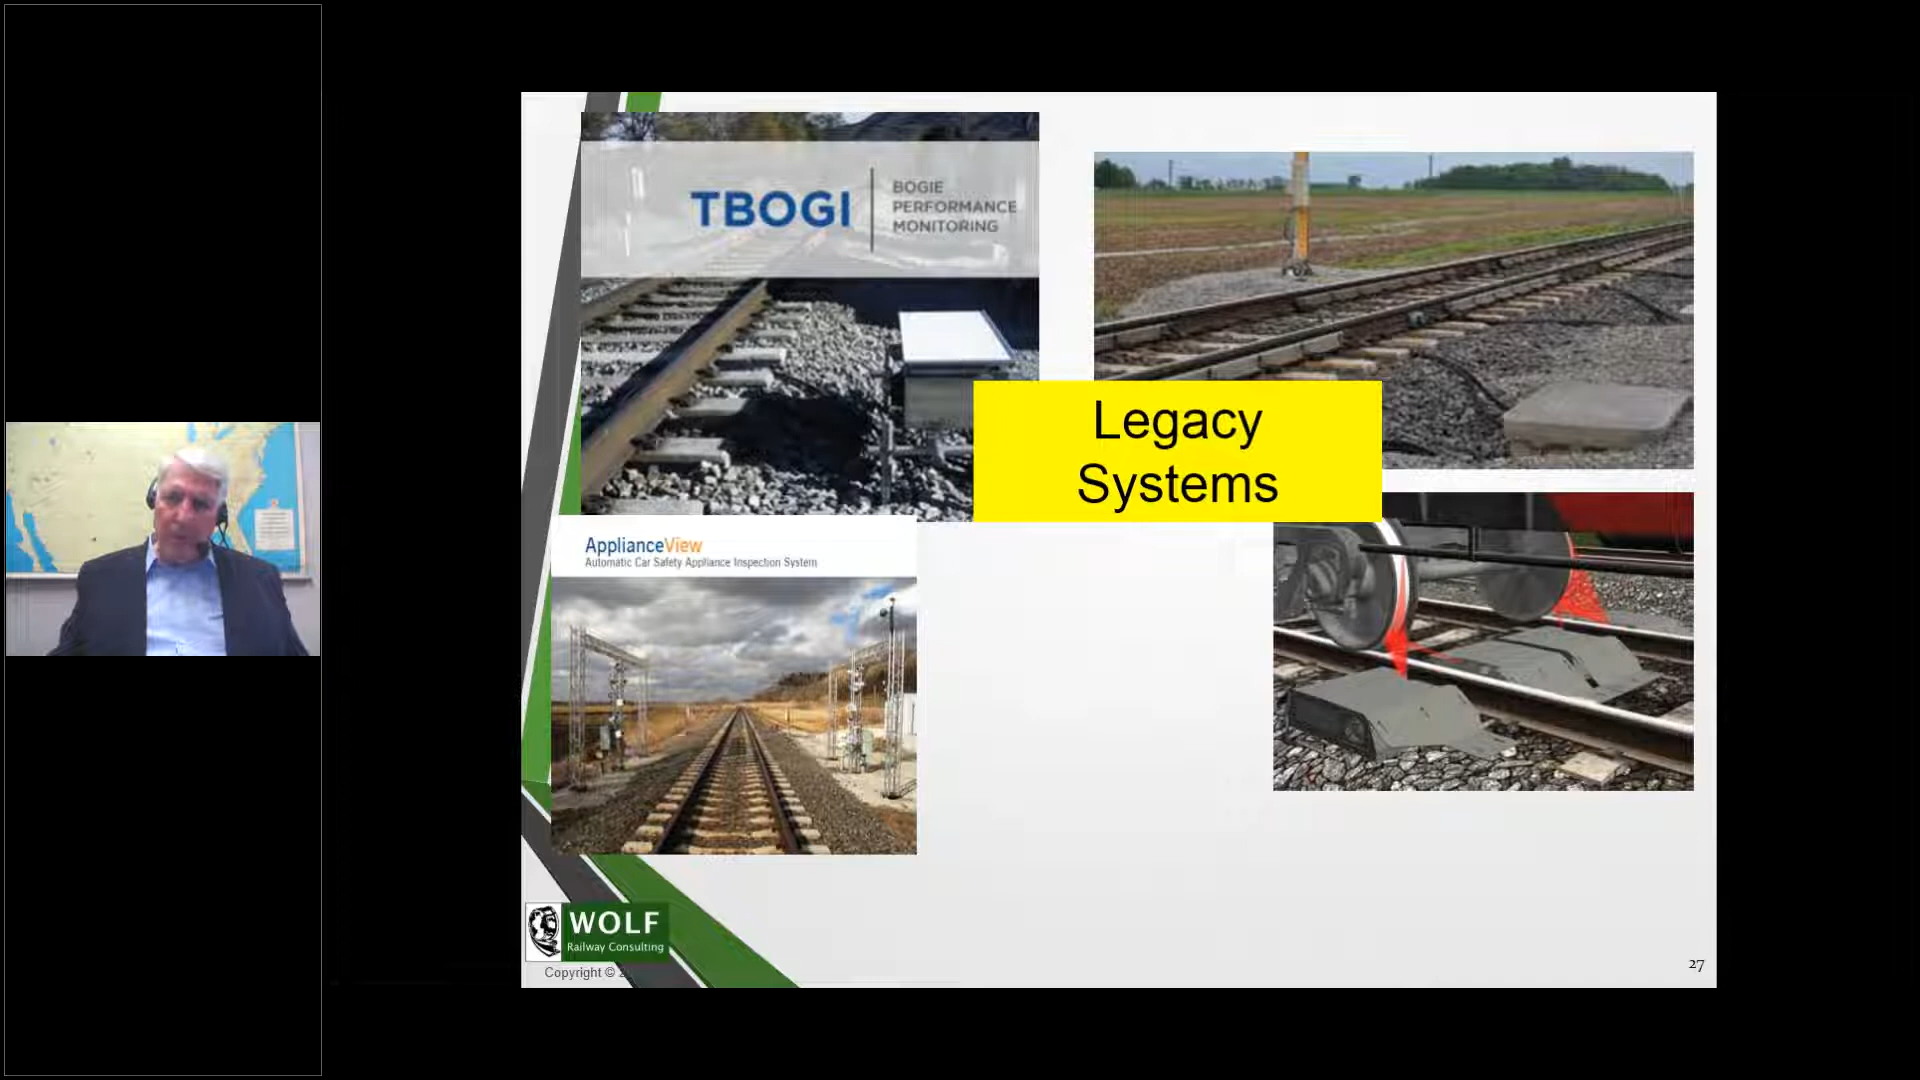 TBOGI
BOGIE
PERFORMANCE
MONITORING
Legacy
Systems
ApplianceView
Automatic Car Safety Appliance Inspection System
WOLF
Railway Consulting
Copyright ©
27